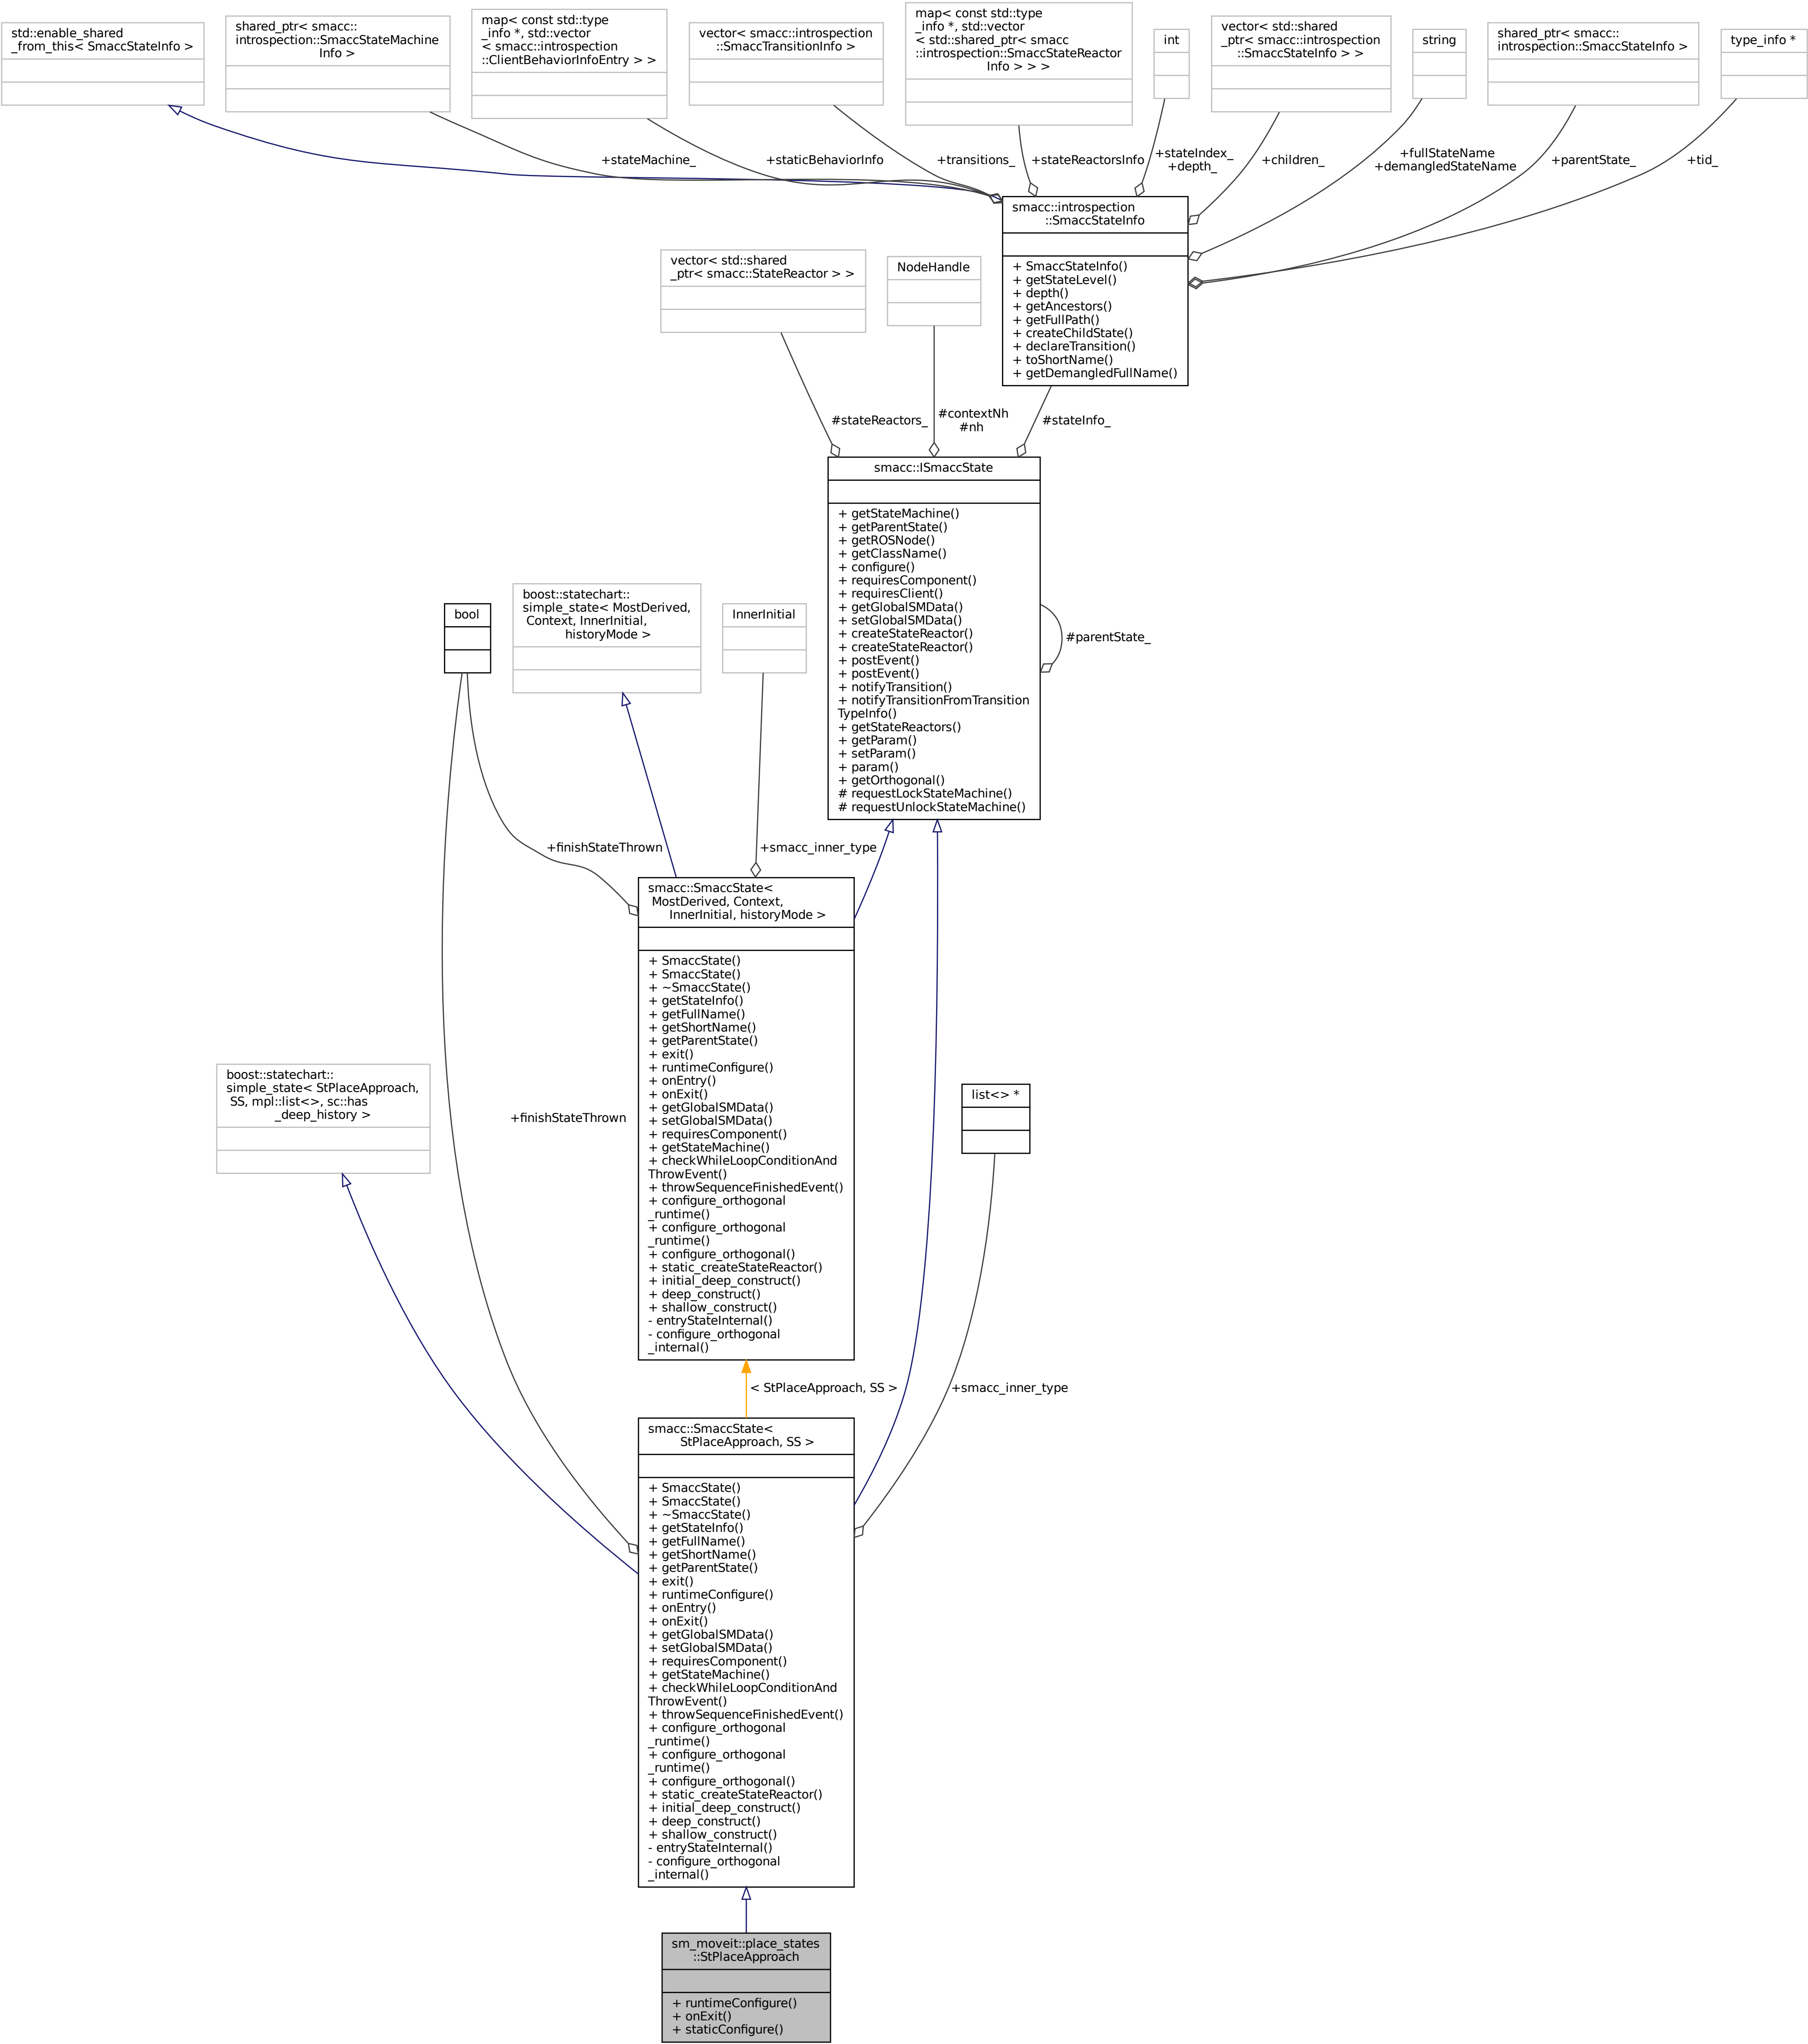 std::enable_shared
_from_this< SmaccStateInfo >
shared_ptr< smacc::
introspection::SmaccStateMachine
Info >
map< const std::type
_info *, std::vector
< smacc::introspection
::ClientBehaviorInfoEntry > >
vector< smacc::introspection
::SmaccTransitionInfo >
map< const std::type
_info *, std::vector
< std::shared_ptr< smacc
::introspection::SmaccStateReactor
Info > > >
int
vector< std::shared
_ptr< smacc::introspection
::SmaccStateInfo > >
string
shared_ptr< smacc::
introspection::SmaccStateInfo >
type_info *
+stateMachine_
+staticBehaviorInfo
+transitions_
+stateReactorsInfo
+stateIndex_
+depth_
+children_
+fullStateName
+demangledStateName
+parentState_
+tid_
smacc::introspection
::SmaccStateInfo
+ SmaccStateInfo()
+ getStateLevel()
+ depth()
+ getAncestors()
+ getFullPath()
+ createChildState()
+ declareTransition()
+ toShortName()
+ getDemangledFullName()
vector< std::shared
_ptr< smacc::StateReactor > >
NodeHandle
#stateReactors_
#contextNh
#nh
#stateInfo_
smacc::ISmaccState
+ getStateMachine()
+ getParentState()
+ getROSNode()
+ getClassName()
+ configure()
+ requiresComponent()
+ requiresClient()
+ getGlobalSMData()
+ setGlobalSMData()
+ createStateReactor()
+ createStateReactor()
+ postEvent()
+ postEvent()
+ notifyTransition()
+ notifyTransitionFromTransition
TypeInfo()
+ getStateReactors()
+ getParam()
+ setParam()
+ param()
+ getOrthogonal()
# requestLockStateMachine()
# requestUnlockStateMachine()
#parentState_
bool
boost::statechart::
simple_state< MostDerived,
Context, InnerInitial,
historyMode >
InnerInitial
+finishStateThrown
+smacc_inner_type
smacc::SmaccState<
MostDerived, Context,
InnerInitial, historyMode >
+ SmaccState()
+ SmaccState()
+ ~SmaccState()
+ getStateInfo()
+ getFullName()
+ getShortName()
+ getParentState()
+ exit()
+ runtimeConfigure()
+ onEntry()
+ onExit()
+ getGlobalSMData()
+ setGlobalSMData()
+ requiresComponent()
+ getStateMachine()
+ checkWhileLoopConditionAnd
ThrowEvent()
+ throwSequenceFinishedEvent()
+ configure_orthogonal
_runtime()
+ configure_orthogonal
_runtime()
+ configure_orthogonal()
+ static_createStateReactor()
+ initial_deep_construct()
+ deep_construct()
+ shallow_construct()
- entryStateInternal()
- configure_orthogonal
_internal()
boost::statechart::
simple_state< StPlaceApproach,
SS, mpl::list<>, sc::has
_deep_history >
+finishStateThrown
list<> *
< StPlaceApproach, SS >
+smacc_inner_type
smacc::SmaccState<
StPlaceApproach, SS >
+ SmaccState()
+ SmaccState()
+ ~SmaccState()
+ getStateInfo()
+ getFullName()
+ getShortName()
+ getParentState()
+ exit()
+ runtimeConfigure()
+ onEntry()
+ onExit()
+ getGlobalSMData()
+ setGlobalSMData()
+ requiresComponent()
+ getStateMachine()
+ checkWhileLoopConditionAnd
ThrowEvent()
+ throwSequenceFinishedEvent()
+ configure_orthogonal
_runtime()
+ configure_orthogonal
_runtime()
+ configure_orthogonal()
+ static_createStateReactor()
+ initial_deep_construct()
+ deep_construct()
+ shallow_construct()
- entryStateInternal()
- configure_orthogonal
_internal()
sm_moveit::place_states
::StPlaceApproach
+ runtimeConfigure()
+ onExit()
+ staticConfigure()